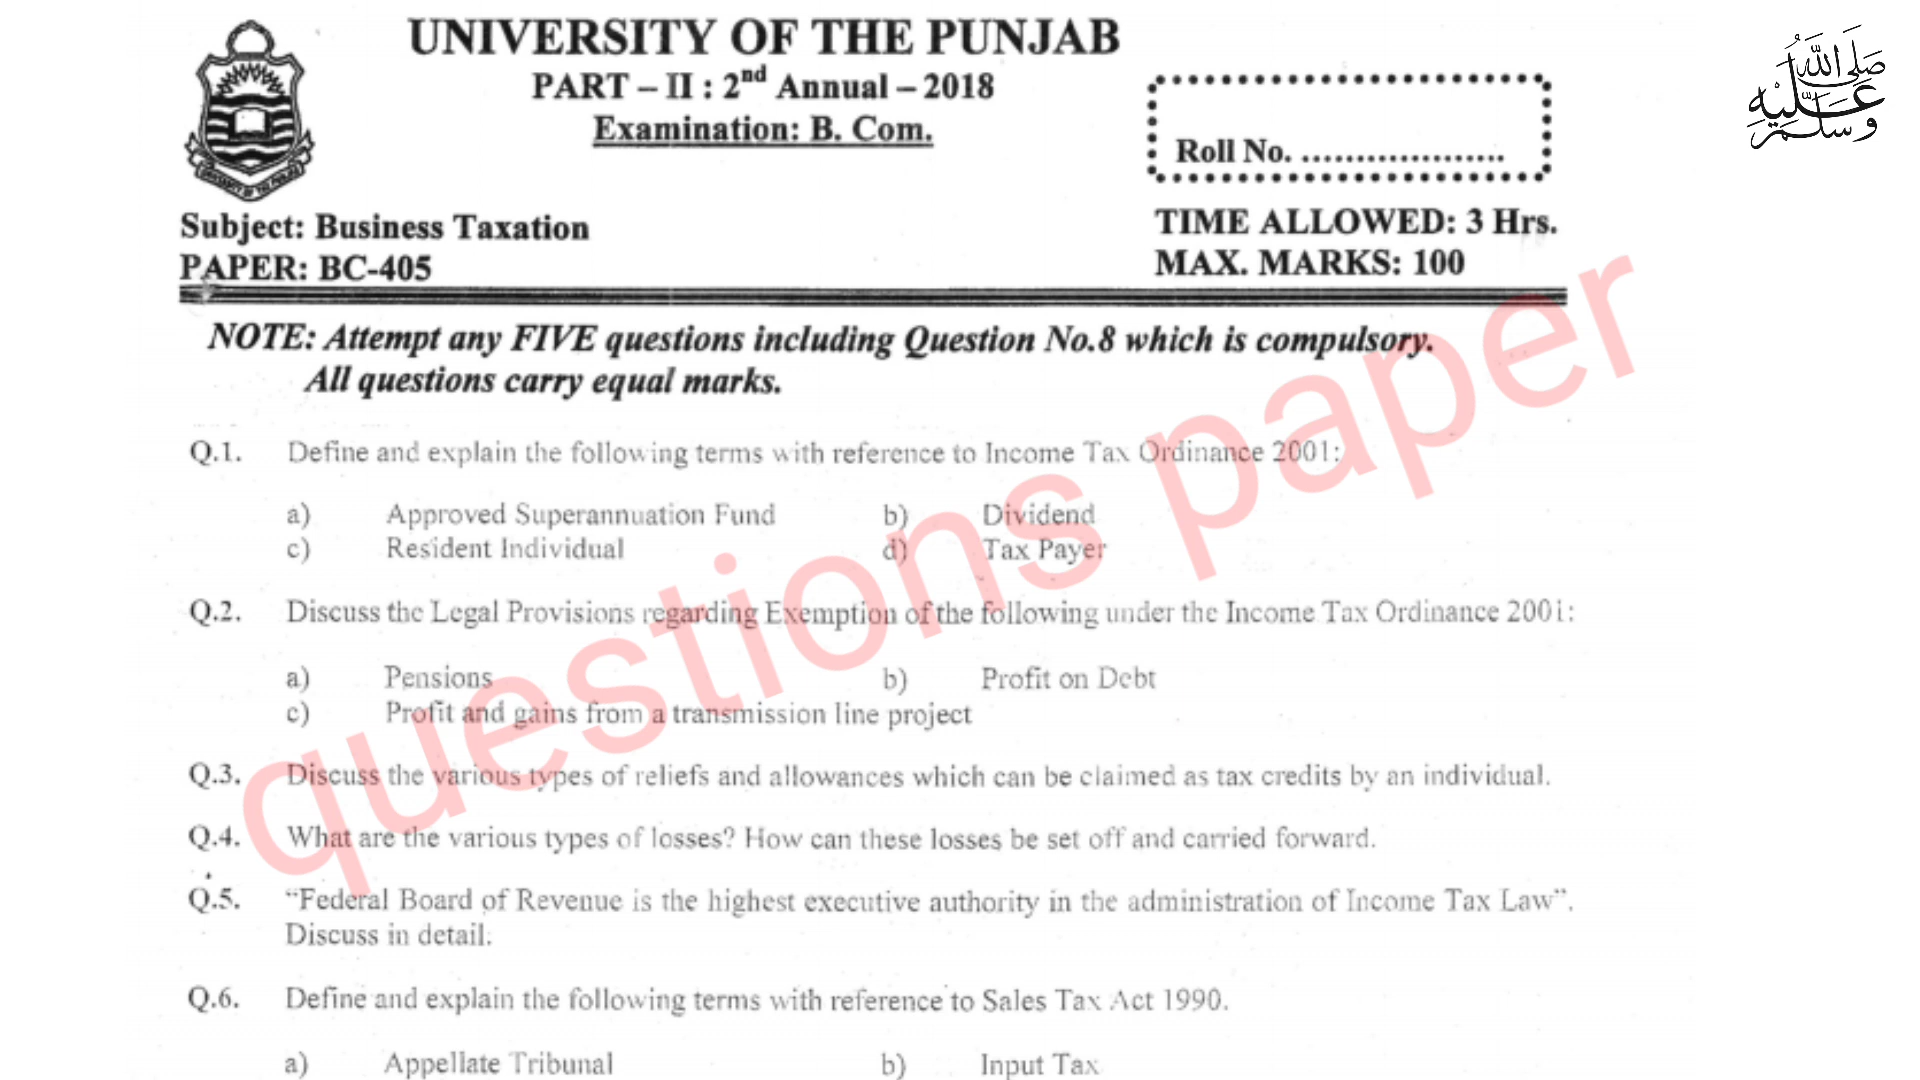 UNIVERSITY OF THE PUNJAB
PART – II : 2nd Annual – 2018
Examination: B. Com.
صلى الله
عليه
وسلم
Roll No. ...................
UNIVERSITY OF THE PUNJAB
Subject: Business Taxation
PAPER: BC-405
TIME ALLOWED: 3 Hrs.
MAX. MARKS: 100
NOTE: Attempt any FIVE questions including Question No.8 which is compulsory.
All questions carry equal marks.
Q.1. Define and explain the following terms with reference to Income Tax Ordinance 2001:
a) Approved Superannuation Fund b) Dividend
c) Resident Individual d) Tax Payer
Q.2. Discuss the Legal Provisions regarding Exemption of the following under the Income Tax Ordinance 2001:
a) Pensions b) Profit on Debt
c) Profit and gains from a transmission line project
Q.3. Discuss the various types of reliefs and allowances which can be claimed as tax credits by an individual.
Q.4. What are the various types of losses? How can these losses be set off and carried forward.
Q.5. “Federal Board of Revenue is the highest executive authority in the administration of Income Tax Law”.
Discuss in detail.
Q.6. Define and explain the following terms with reference to Sales Tax Act 1990.
a) Appellate Tribunal b) Input Tax
questions paper